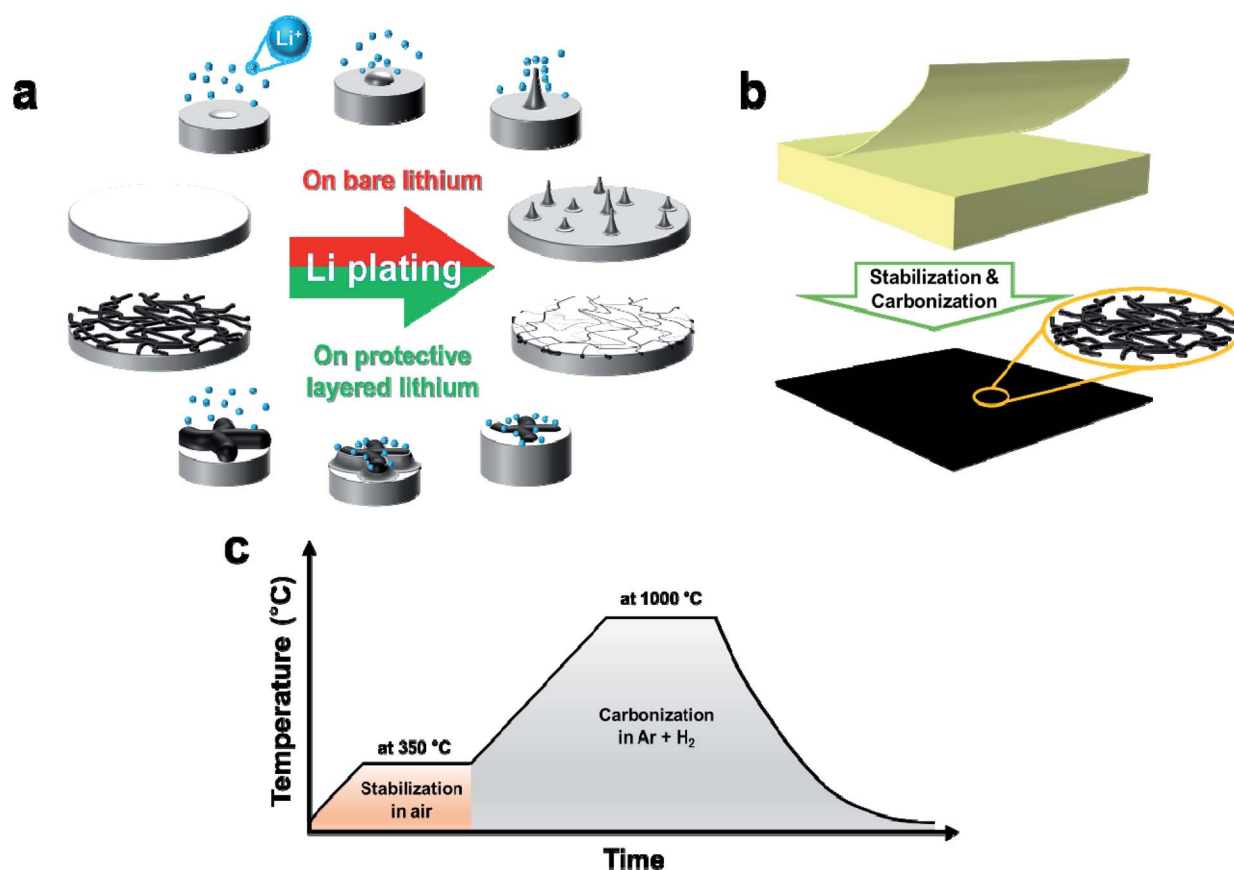 a
Li⁺
On bare lithium
Li plating
On protective
layered lithium
b
Stabilization &
Carbonization
c
Temperature (°C)
at 350 °C
Stabilization
in air
at 1000 °C
Carbonization
in Ar + H₂
Time